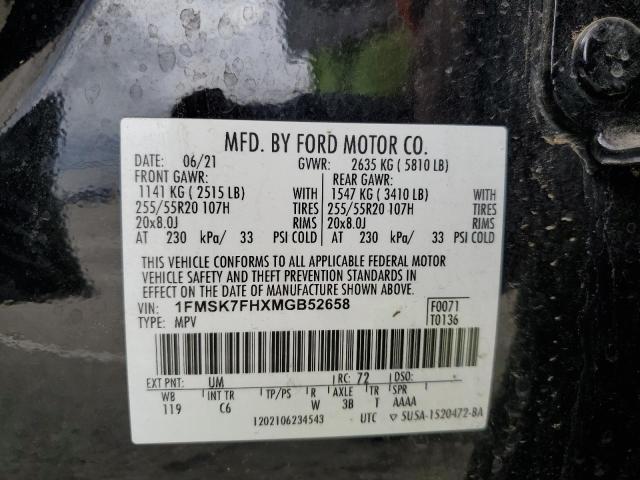 MFD. BY FORD MOTOR CO.
DATE: 06/21 GVWR: 2635 KG ( 5810 LB)
FRONT GAWR: REAR GAWR:
1141 KG ( 2515 LB) WITH 1547 KG ( 3410 LB) WITH
255/55R20 107H TIRES 255/55R20 107H TIRES
20x8.0J RIMS 20x8.0J RIMS
AT 230 kPa/ 33 PSI COLD AT 230 kPa/ 33 PSI COLD
THIS VEHICLE CONFORMS TO ALL APPLICABLE FEDERAL MOTOR
VEHICLE SAFETY AND THEFT PREVENTION STANDARDS IN
EFFECT ON THE DATE OF MANUFACTURE SHOWN ABOVE.
VIN: 1FMSK7FHXMGB52658 F0071
TYPE: MPV T0136
EXT PNT: UM RC: 72 DSO:
WB INT TR TP/PS R AXLE TR SPR
119 C6 W 3B T AAAA
1202106234543 UTC ▽ 5U5A-1520472-BA